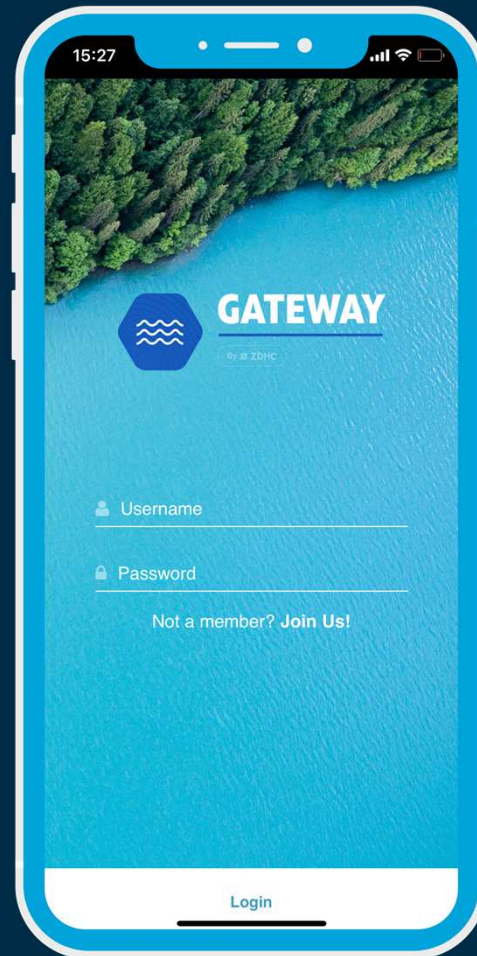 15:27
GATEWAY
By ZDHC
Username
Password
Not a member? Join Us!
Login